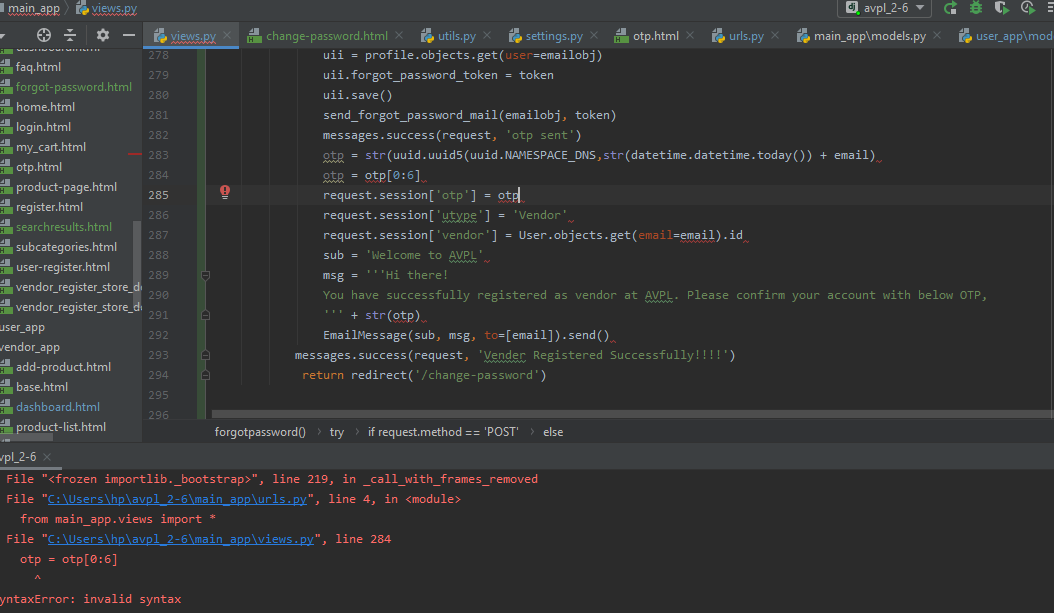 main_app views.py avpl_2-6
views.py change-password.html utils.py settings.py otp.html urls.py main_app\models.py user_app\mod
faq.html
forgot-password.html
home.html
login.html
my_cart.html
otp.html
product-page.html
register.html
searchresults.html
subcategories.html
user-register.html
vendor_register_store_d
vendor_register_store_d
user_app
vendor_app
add-product.html
base.html
dashboard.html
product-list.html
278 uii = profile.objects.get(user=emailobj)
279 uii.forgot_password_token = token
280 uii.save()
281 send_forgot_password_mail(emailobj, token)
282 messages.success(request, 'otp sent')
283 otp = str(uuid.uuid5(uuid.NAMESPACE_DNS,str(datetime.datetime.today()) + email)
284 otp = otp[0:6]
285 request.session['otp'] = otp
286 request.session['utype'] = 'Vendor'
287 request.session['vendor'] = User.objects.get(email=email).id
288 sub = 'Welcome to AVPL'
289 msg = '''Hi there!
290 You have successfully registered as vendor at AVPL. Please confirm your account with below OTP,
291 ''' + str(otp)
292 EmailMessage(sub, msg, to=[email]).send()
293 messages.success(request, 'Vender Registered Successfully!!!!')
294 return redirect('/change-password')
295
296
forgotpassword() › try › if request.method == 'POST' › else
vpl_2-6
File "<frozen importlib._bootstrap>", line 219, in _call_with_frames_removed
File "C:\Users\hp\avpl_2-6\main_app\urls.py", line 4, in <module>
from main_app.views import *
File "C:\Users\hp\avpl_2-6\main_app\views.py", line 284
otp = otp[0:6]
^
yntaxError: invalid syntax